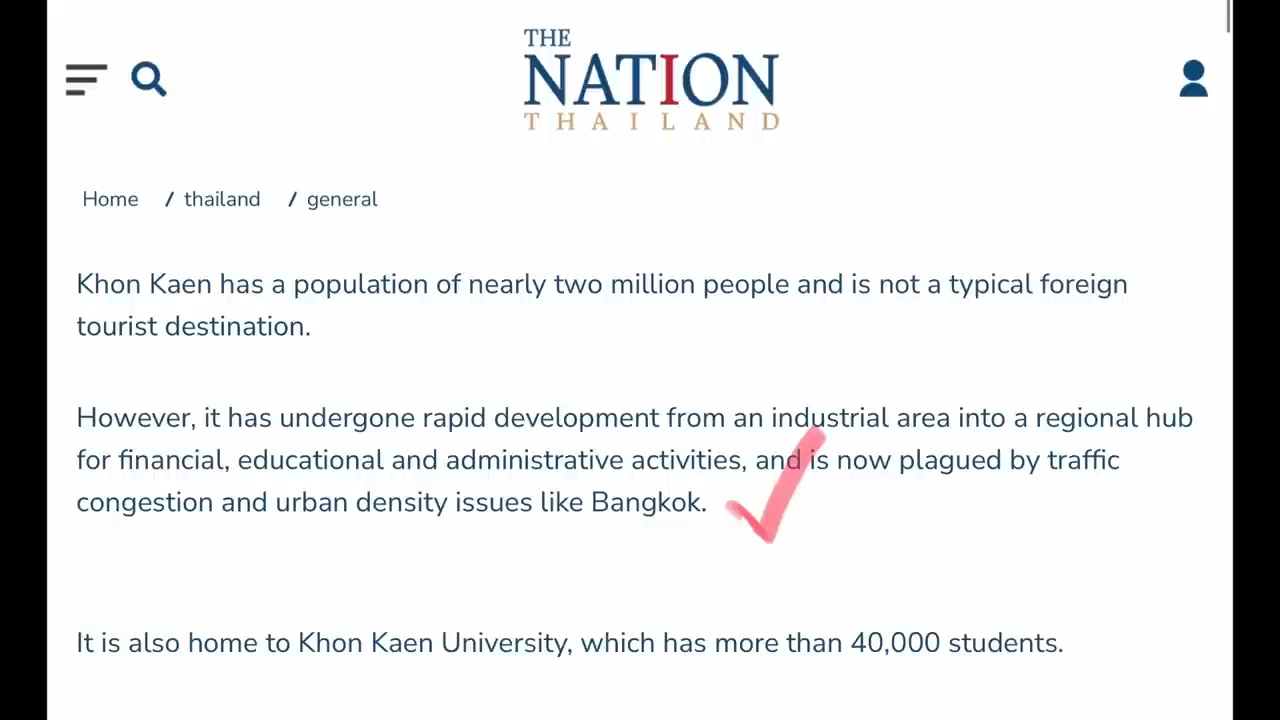 THE
NATION
THAILAND
Home / thailand / general
Khon Kaen has a population of nearly two million people and is not a typical foreign
tourist destination.
However, it has undergone rapid development from an industrial area into a regional hub
for financial, educational and administrative activities, and is now plagued by traffic
congestion and urban density issues like Bangkok.
It is also home to Khon Kaen University, which has more than 40,000 students.